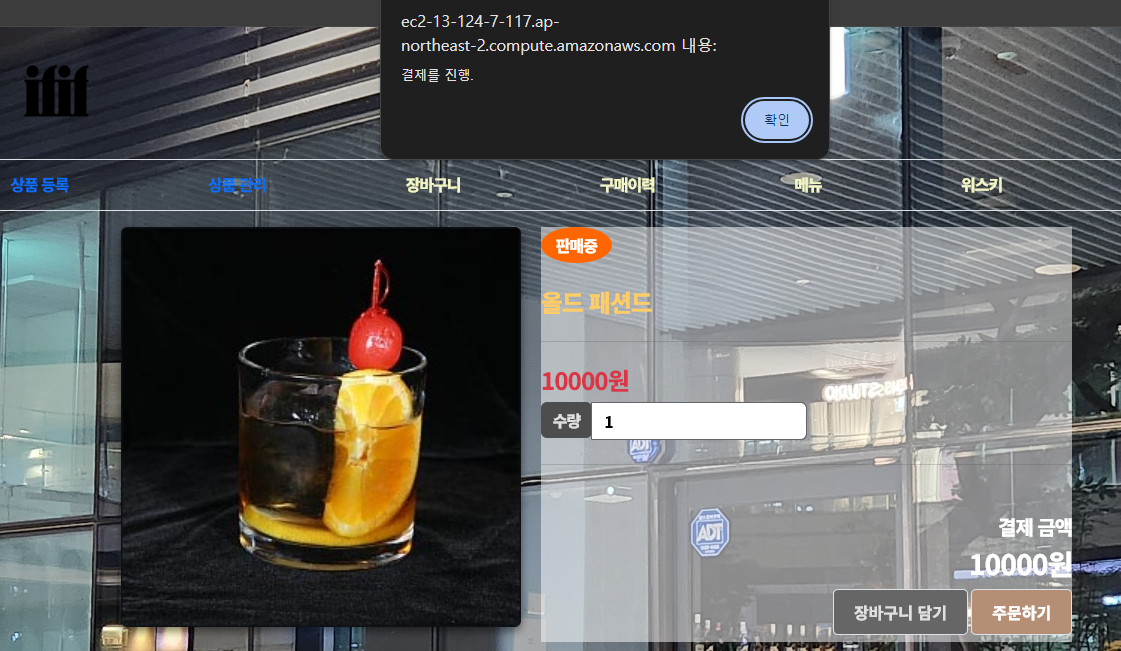 ec2-13-124-7-117.ap-
northeast-2.compute.amazonaws.com 내용:
결제를 진행.
확인
ifif
상품 등록 상품 관리 장바구니 구매이력 메뉴 위스키
판매중
올드 패션드
10000원
수량 1
ADT
ADT
결제 금액
10000원
장바구니 담기 주문하기